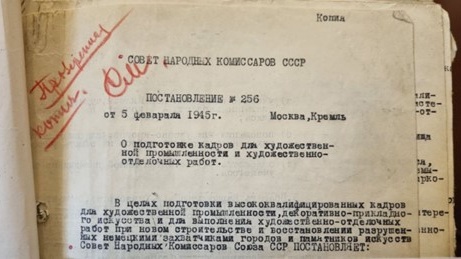 Копия
Проверенная
копия.
СОВЕТ НАРОДНЫХ КОМИССАРОВ СССР
ПОСТАНОВЛЕНИЕ № 256
от 5 февраля 1945г. Москва, Кремль
О подготовке кадров для художествен-
ной промышленности и художественно-
отделочных работ.
В целях подготовки высококвалифицированных кадров
для художественной промышленности, декоративно-прикладно-
го искусства и для выполнения художественно-отделочных
работ при новом строительстве и восстановлении разрушен-
ных немецкими захватчиками городов и памятников искусств
Совет Народных Комиссаров Союза ССР ПОСТАНОВЛЯЕТ: